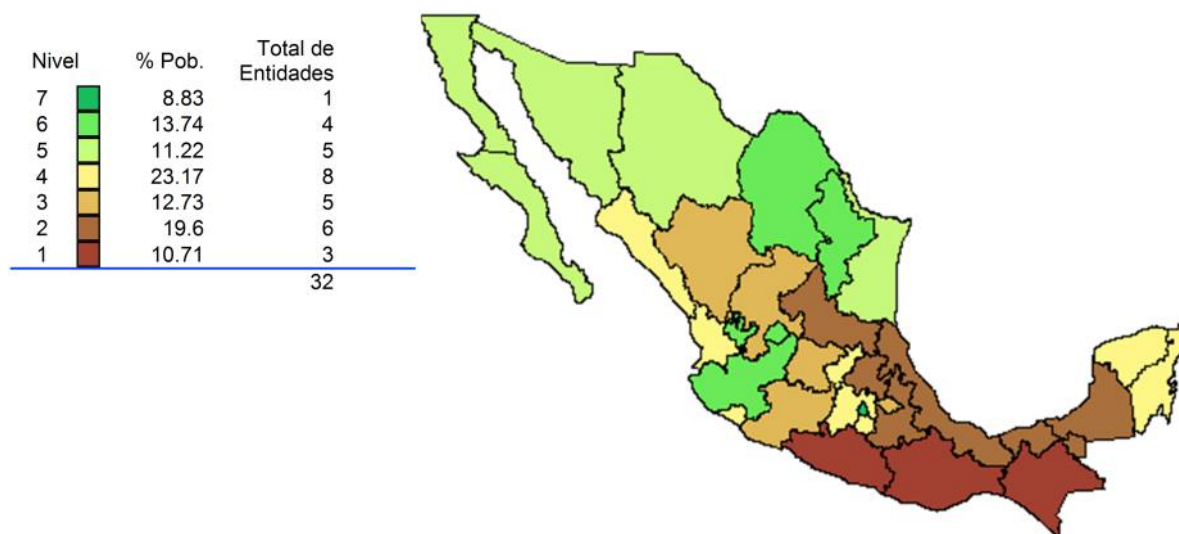 Nivel % Pob. Total de
Entidades
7 8.83 1
6 13.74 4
5 11.22 5
4 23.17 8
3 12.73 5
2 19.6 6
1 10.71 3
32